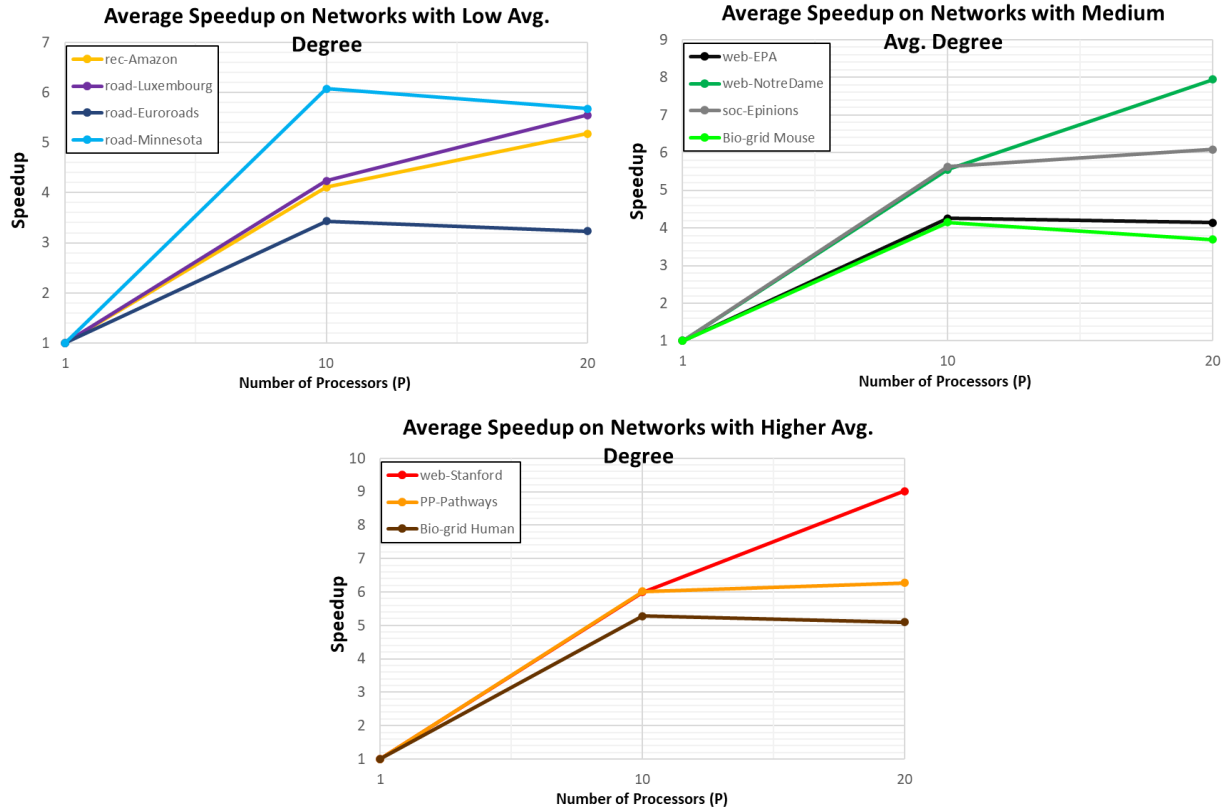 Average Speedup on Networks with Low Avg.
Degree
7
6
5
4
3
2
1
Speedup
rec-Amazon
road-Luxembourg
road-Euroroads
road-Minnesota
1
10
20
Number of Processors (P)
Average Speedup on Networks with Medium
Avg. Degree
9
8
7
6
5
4
3
2
1
Speedup
web-EPA
web-NotreDame
soc-Epinions
Bio-grid Mouse
1
10
20
Number of Processors (P)
Average Speedup on Networks with Higher Avg.
Degree
10
9
8
7
6
5
4
3
2
1
Speedup
web-Stanford
PP-Pathways
Bio-grid Human
1
10
20
Number of Processors (P)